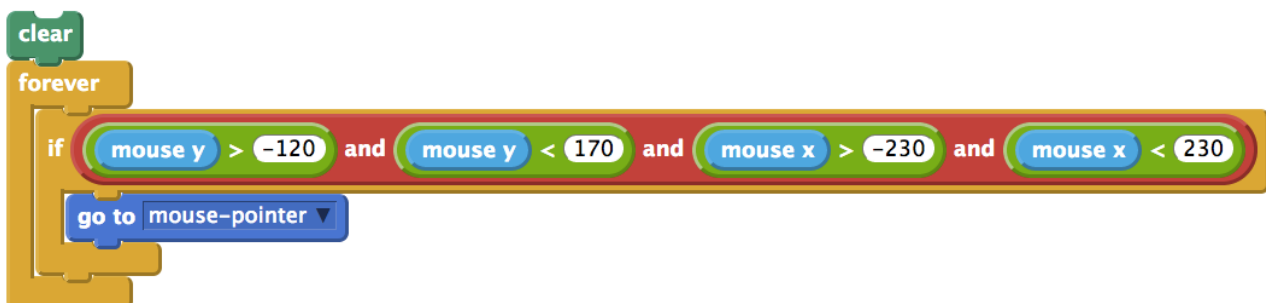 clear
forever
if mouse y > -120 and mouse y < 170 and mouse x > -230 and mouse x < 230
go to mouse-pointer ▼